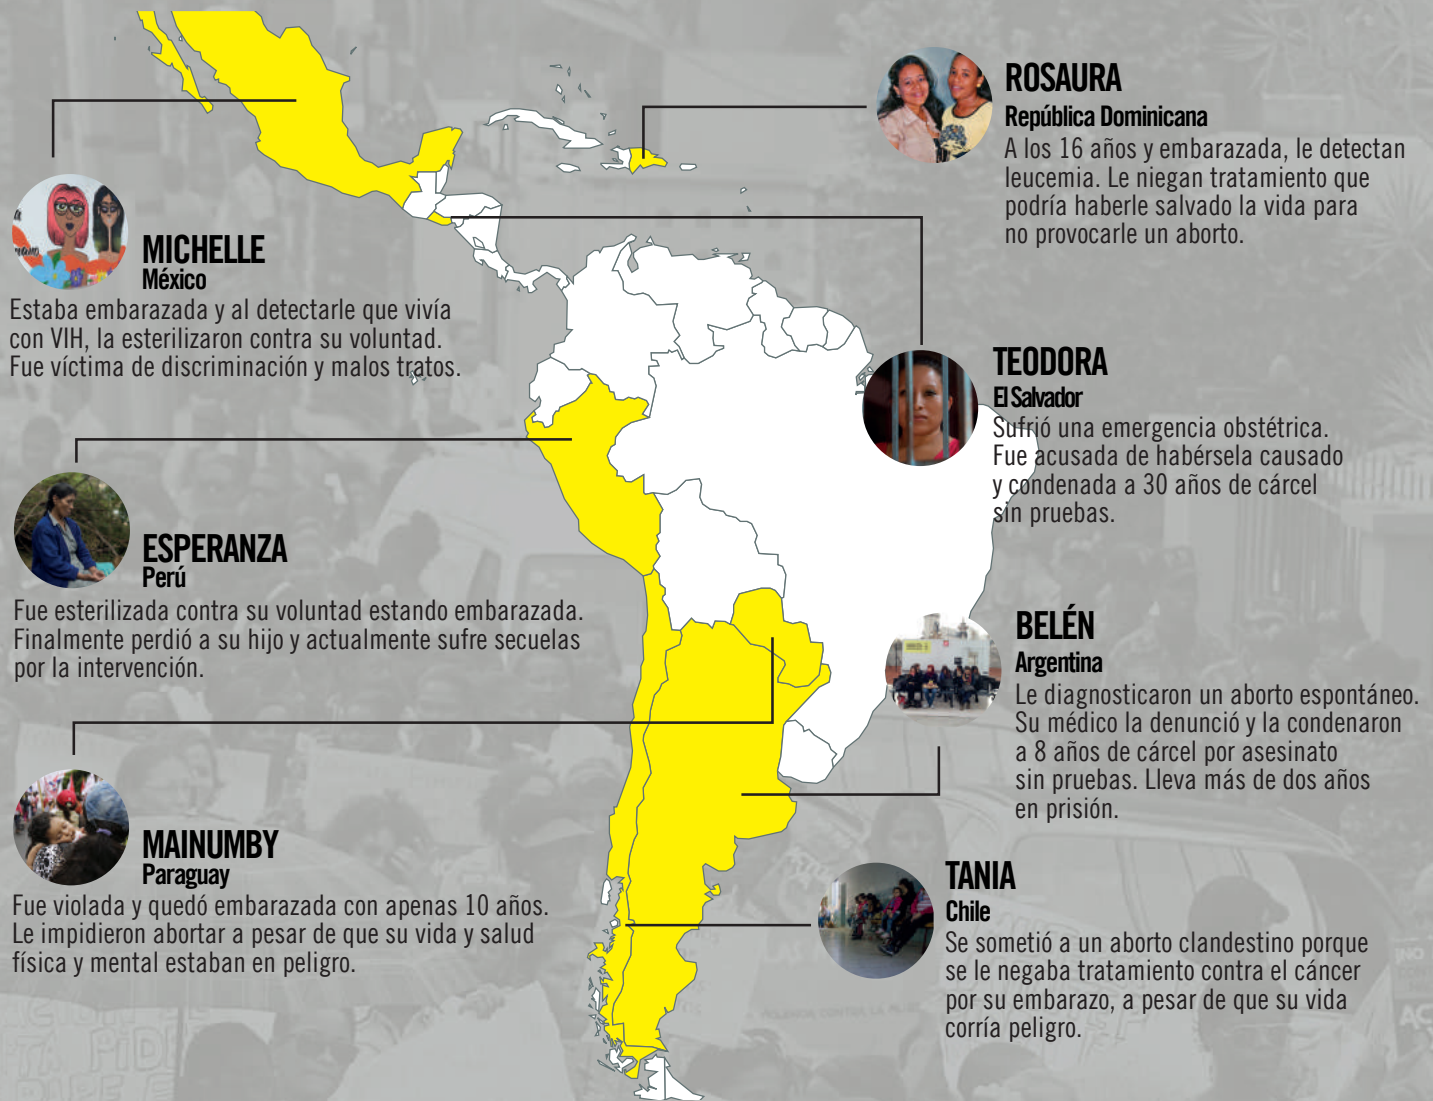 ROSAURA
República Dominicana
A los 16 años y embarazada, le detectan
leucemia. Le niegan tratamiento que
podría haberle salvado la vida para
no provocarle un aborto.
MICHELLE
México
Estaba embarazada y al detectarle que vivía
con VIH, la esterilizaron contra su voluntad.
Fue víctima de discriminación y malos tratos.
TEODORA
El Salvador
Sufrió una emergencia obstétrica.
Fue acusada de habérsela causado
y condenada a 30 años de cárcel
sin pruebas.
ESPERANZA
Perú
Fue esterilizada contra su voluntad estando embarazada.
Finalmente perdió a su hijo y actualmente sufre secuelas
por la intervención.
BELÉN
Argentina
Le diagnosticaron un aborto espontáneo.
Su médico la denunció y la condenaron
a 8 años de cárcel por asesinato
sin pruebas. Lleva más de dos años
en prisión.
MAINUMBY
Paraguay
Fue violada y quedó embarazada con apenas 10 años.
Le impidieron abortar a pesar de que su vida y salud
física y mental estaban en peligro.
TANIA
Chile
Se sometió a un aborto clandestino porque
se le negaba tratamiento contra el cáncer
por su embarazo, a pesar de que su vida
corría peligro.